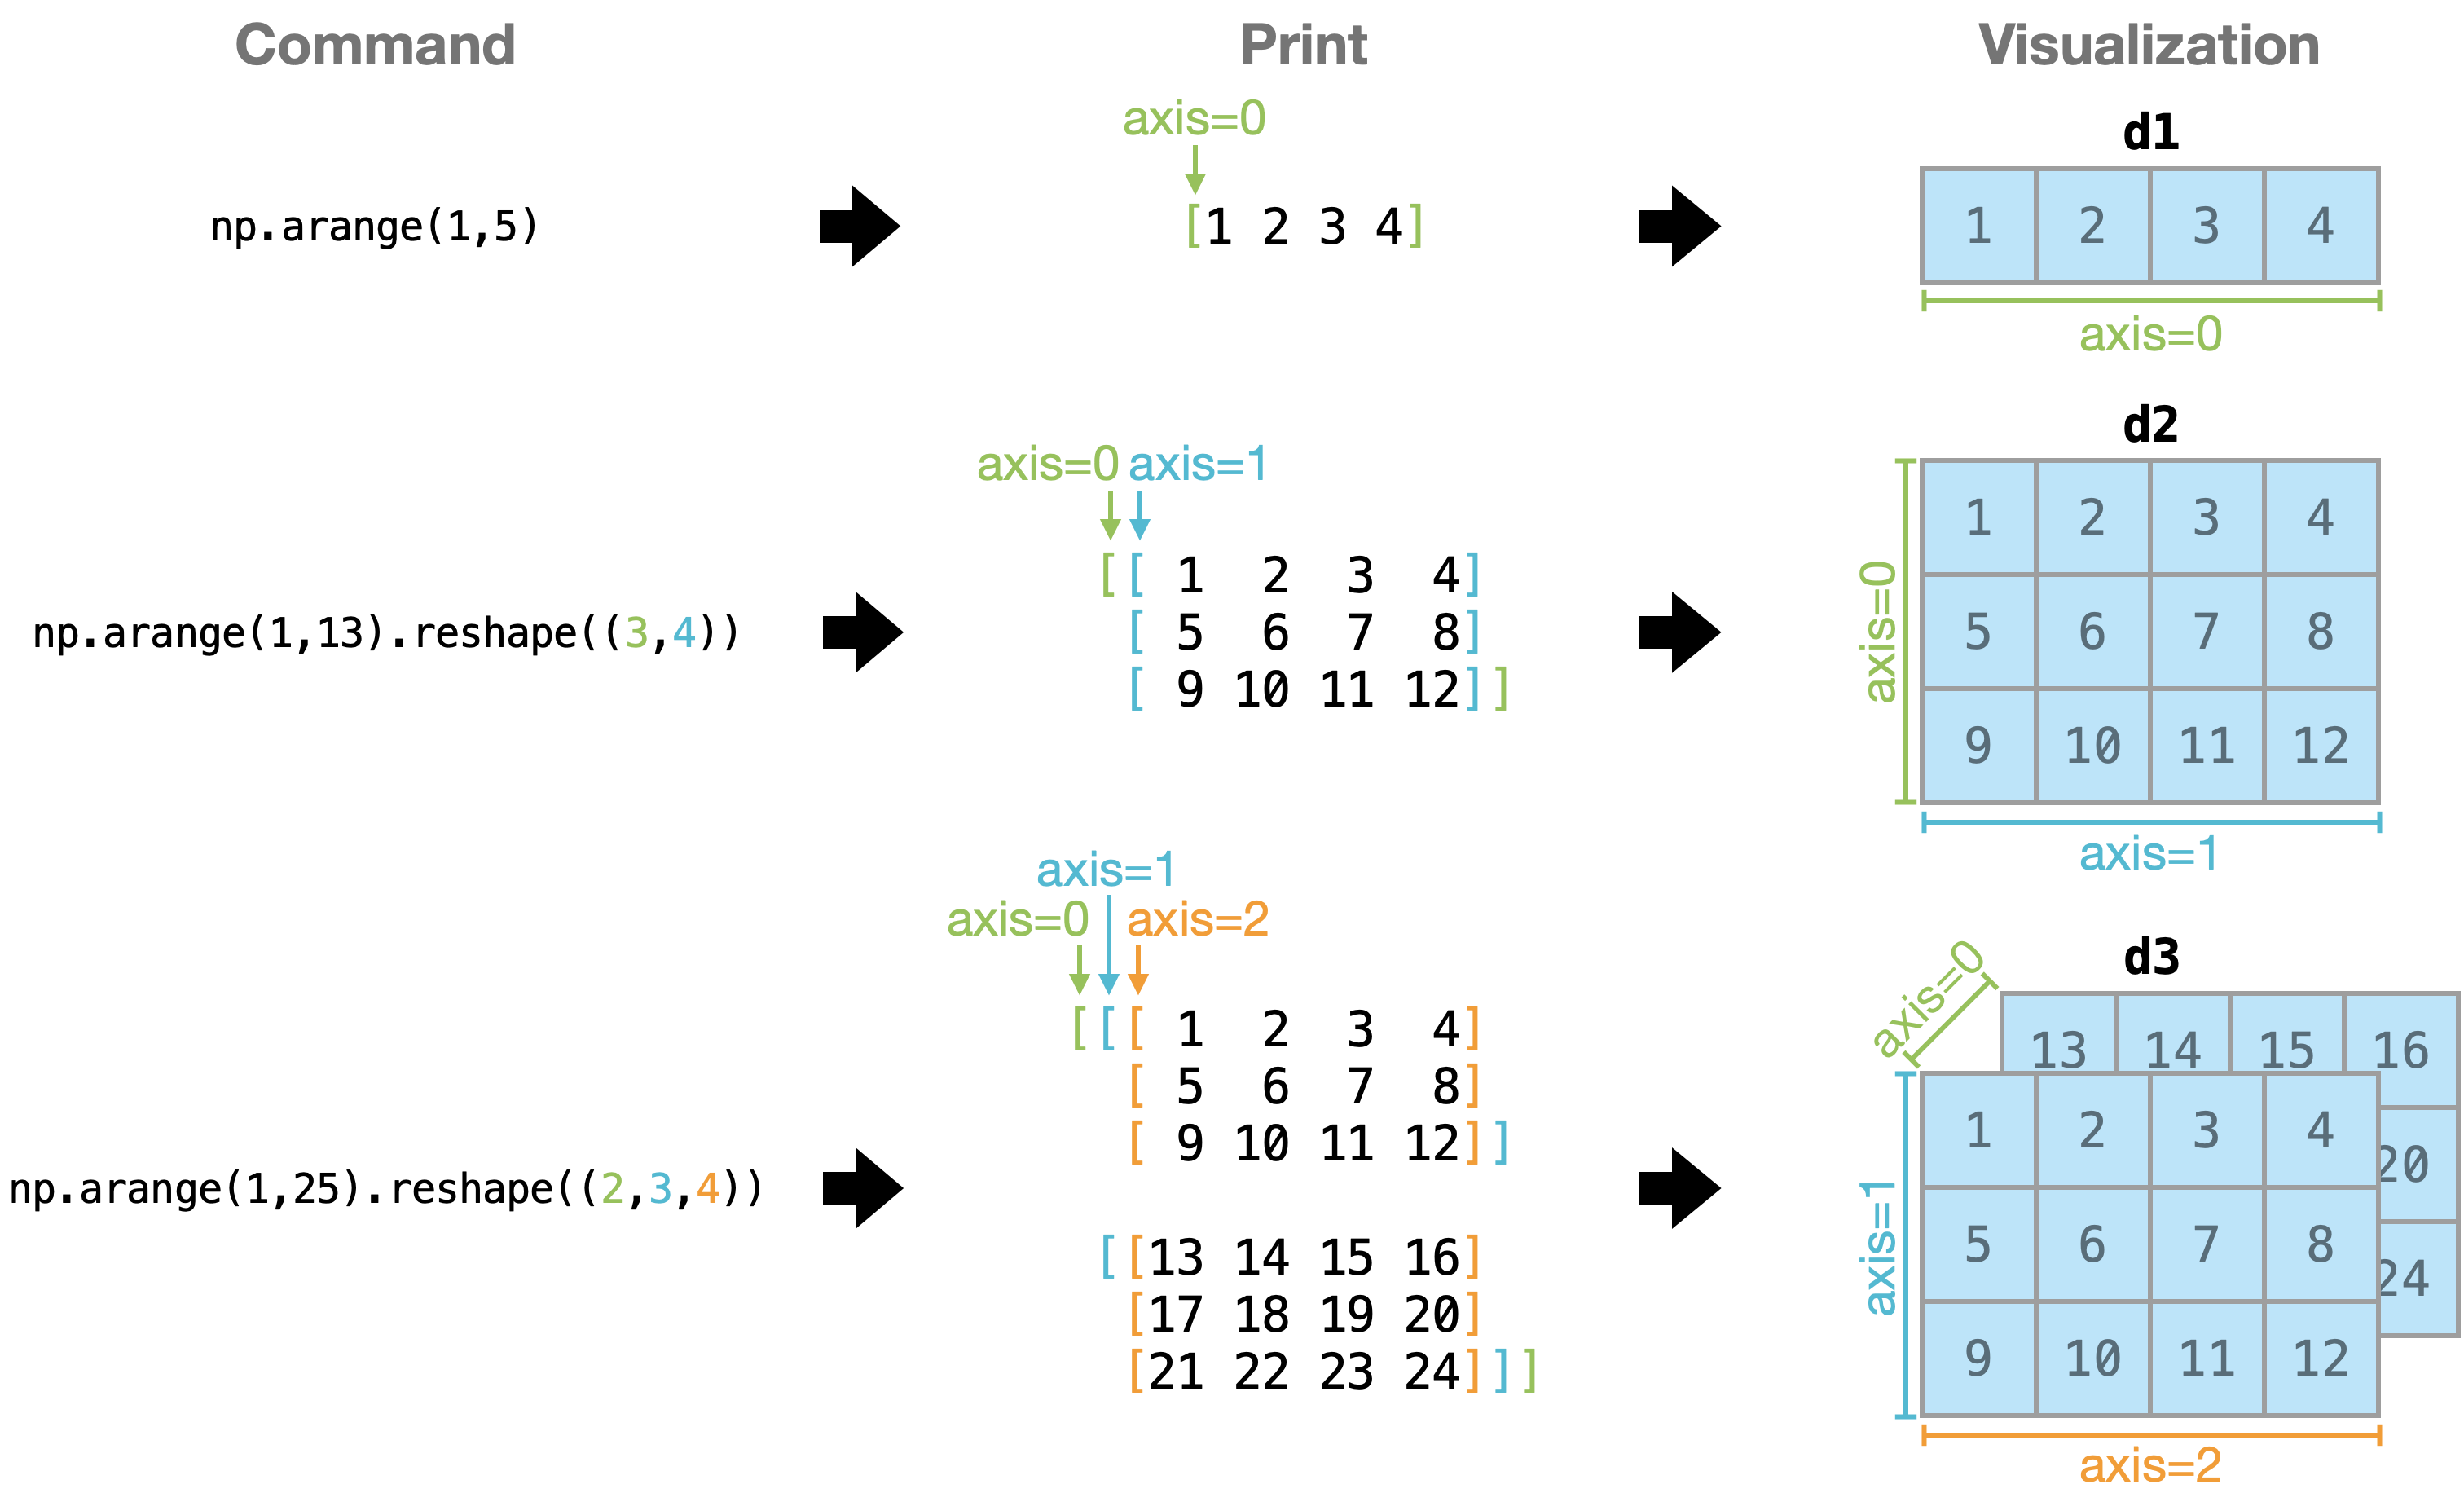 Command
Print
Visualization
axis=0
d1
np.arange(1,5)
[1 2 3 4]
1 2 3 4
axis=0
d2
axis=0 axis=1
np.arange(1,13).reshape((3,4))
[[ 1 2 3 4]
[ 5 6 7 8]
[ 9 10 11 12]]
axis=0
1 2 3 4
5 6 7 8
9 10 11 12
axis=1
axis=1
axis=0 axis=2
np.arange(1,25).reshape((2,3,4))
[[[ 1 2 3 4]
[ 5 6 7 8]
[ 9 10 11 12]]
[[13 14 15 16]
[17 18 19 20]
[21 22 23 24]]]
d3
axis=0
13 14 15 16
1 2 3 4
20
axis=1
5 6 7 8
24
9 10 11 12
axis=2